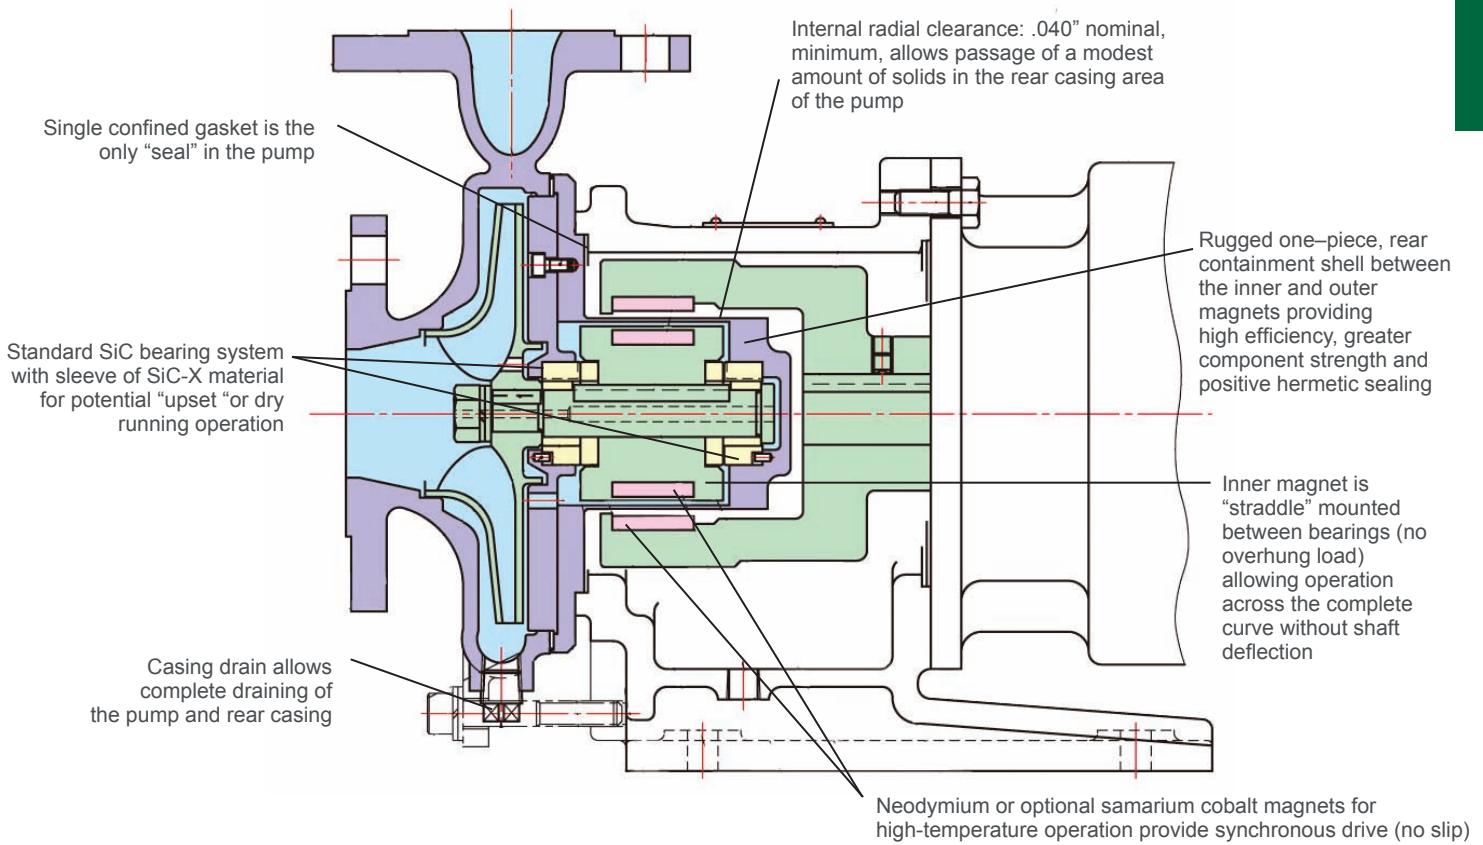 Internal radial clearance: .040” nominal,
minimum, allows passage of a modest
amount of solids in the rear casing area
of the pump
Single confined gasket is the
only “seal” in the pump
Rugged one–piece, rear
containment shell between
the inner and outer
magnets providing
high efficiency, greater
component strength and
positive hermetic sealing
Standard SiC bearing system
with sleeve of SiC-X material
for potential “upset “or dry
running operation
Inner magnet is
“straddle” mounted
between bearings (no
overhung load)
allowing operation
across the complete
curve without shaft
deflection
Casing drain allows
complete draining of
the pump and rear casing
Neodymium or optional samarium cobalt magnets for
high-temperature operation provide synchronous drive (no slip)